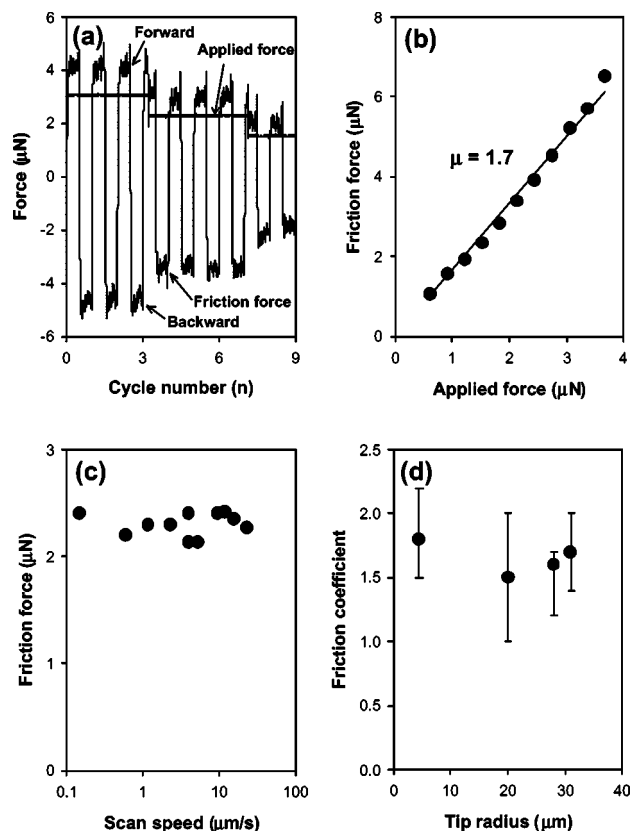 (a)
Forward
Applied force
Friction force
Backward
6
4
2
0
-2
-4
-6
0
3
6
9
Force (μN)
Cycle number (n)
(b)
μ = 1.7
8
6
4
2
0
0
1
2
3
4
Friction force (μN)
Applied force (μN)
(c)
3
2
1
0
0.1
1
10
100
Friction force (μN)
Scan speed (μm/s)
(d)
2.5
2.0
1.5
1.0
0.5
0.0
0
10
20
30
40
Friction coefficient
Tip radius (μm)